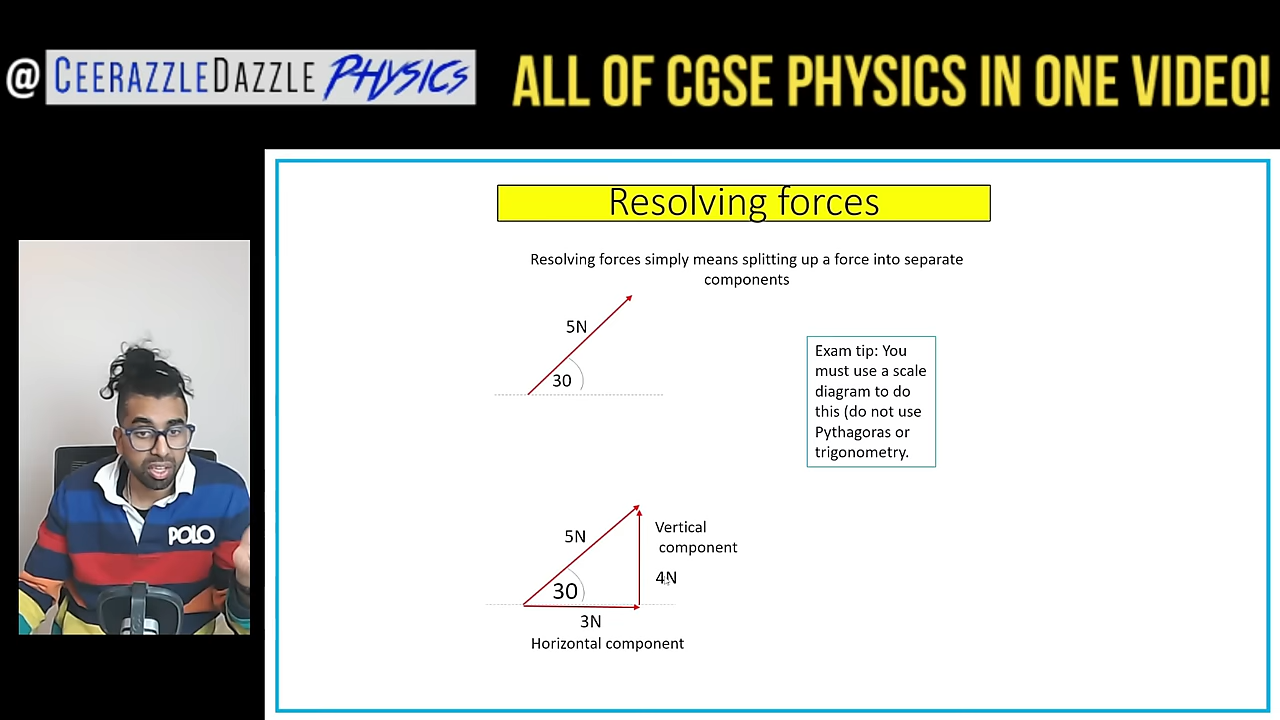 @ CEERAZZLEDAZZLE PHYSICS
ALL OF CGSE PHYSICS IN ONE VIDEO!
Resolving forces
Resolving forces simply means splitting up a force into separate
components
5N
30
Exam tip: You
must use a scale
diagram to do
this (do not use
Pythagoras or
trigonometry.
5N
30
Vertical
component
4N
3N
Horizontal component
POLO